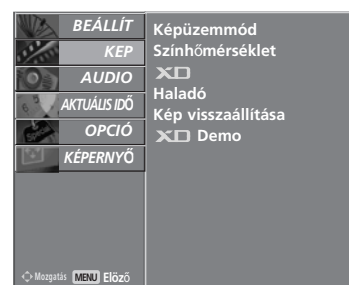 BEÁLLÍT
KEP
AUDIO
AKTUÁLIS IDŐ
OPCIÓ
KÉPERNYŐ
Képüzemmód
Színhőmérséklet
XD
Haladó
Kép visszaállítása
XD Demo
Mozgatás MENU Előző